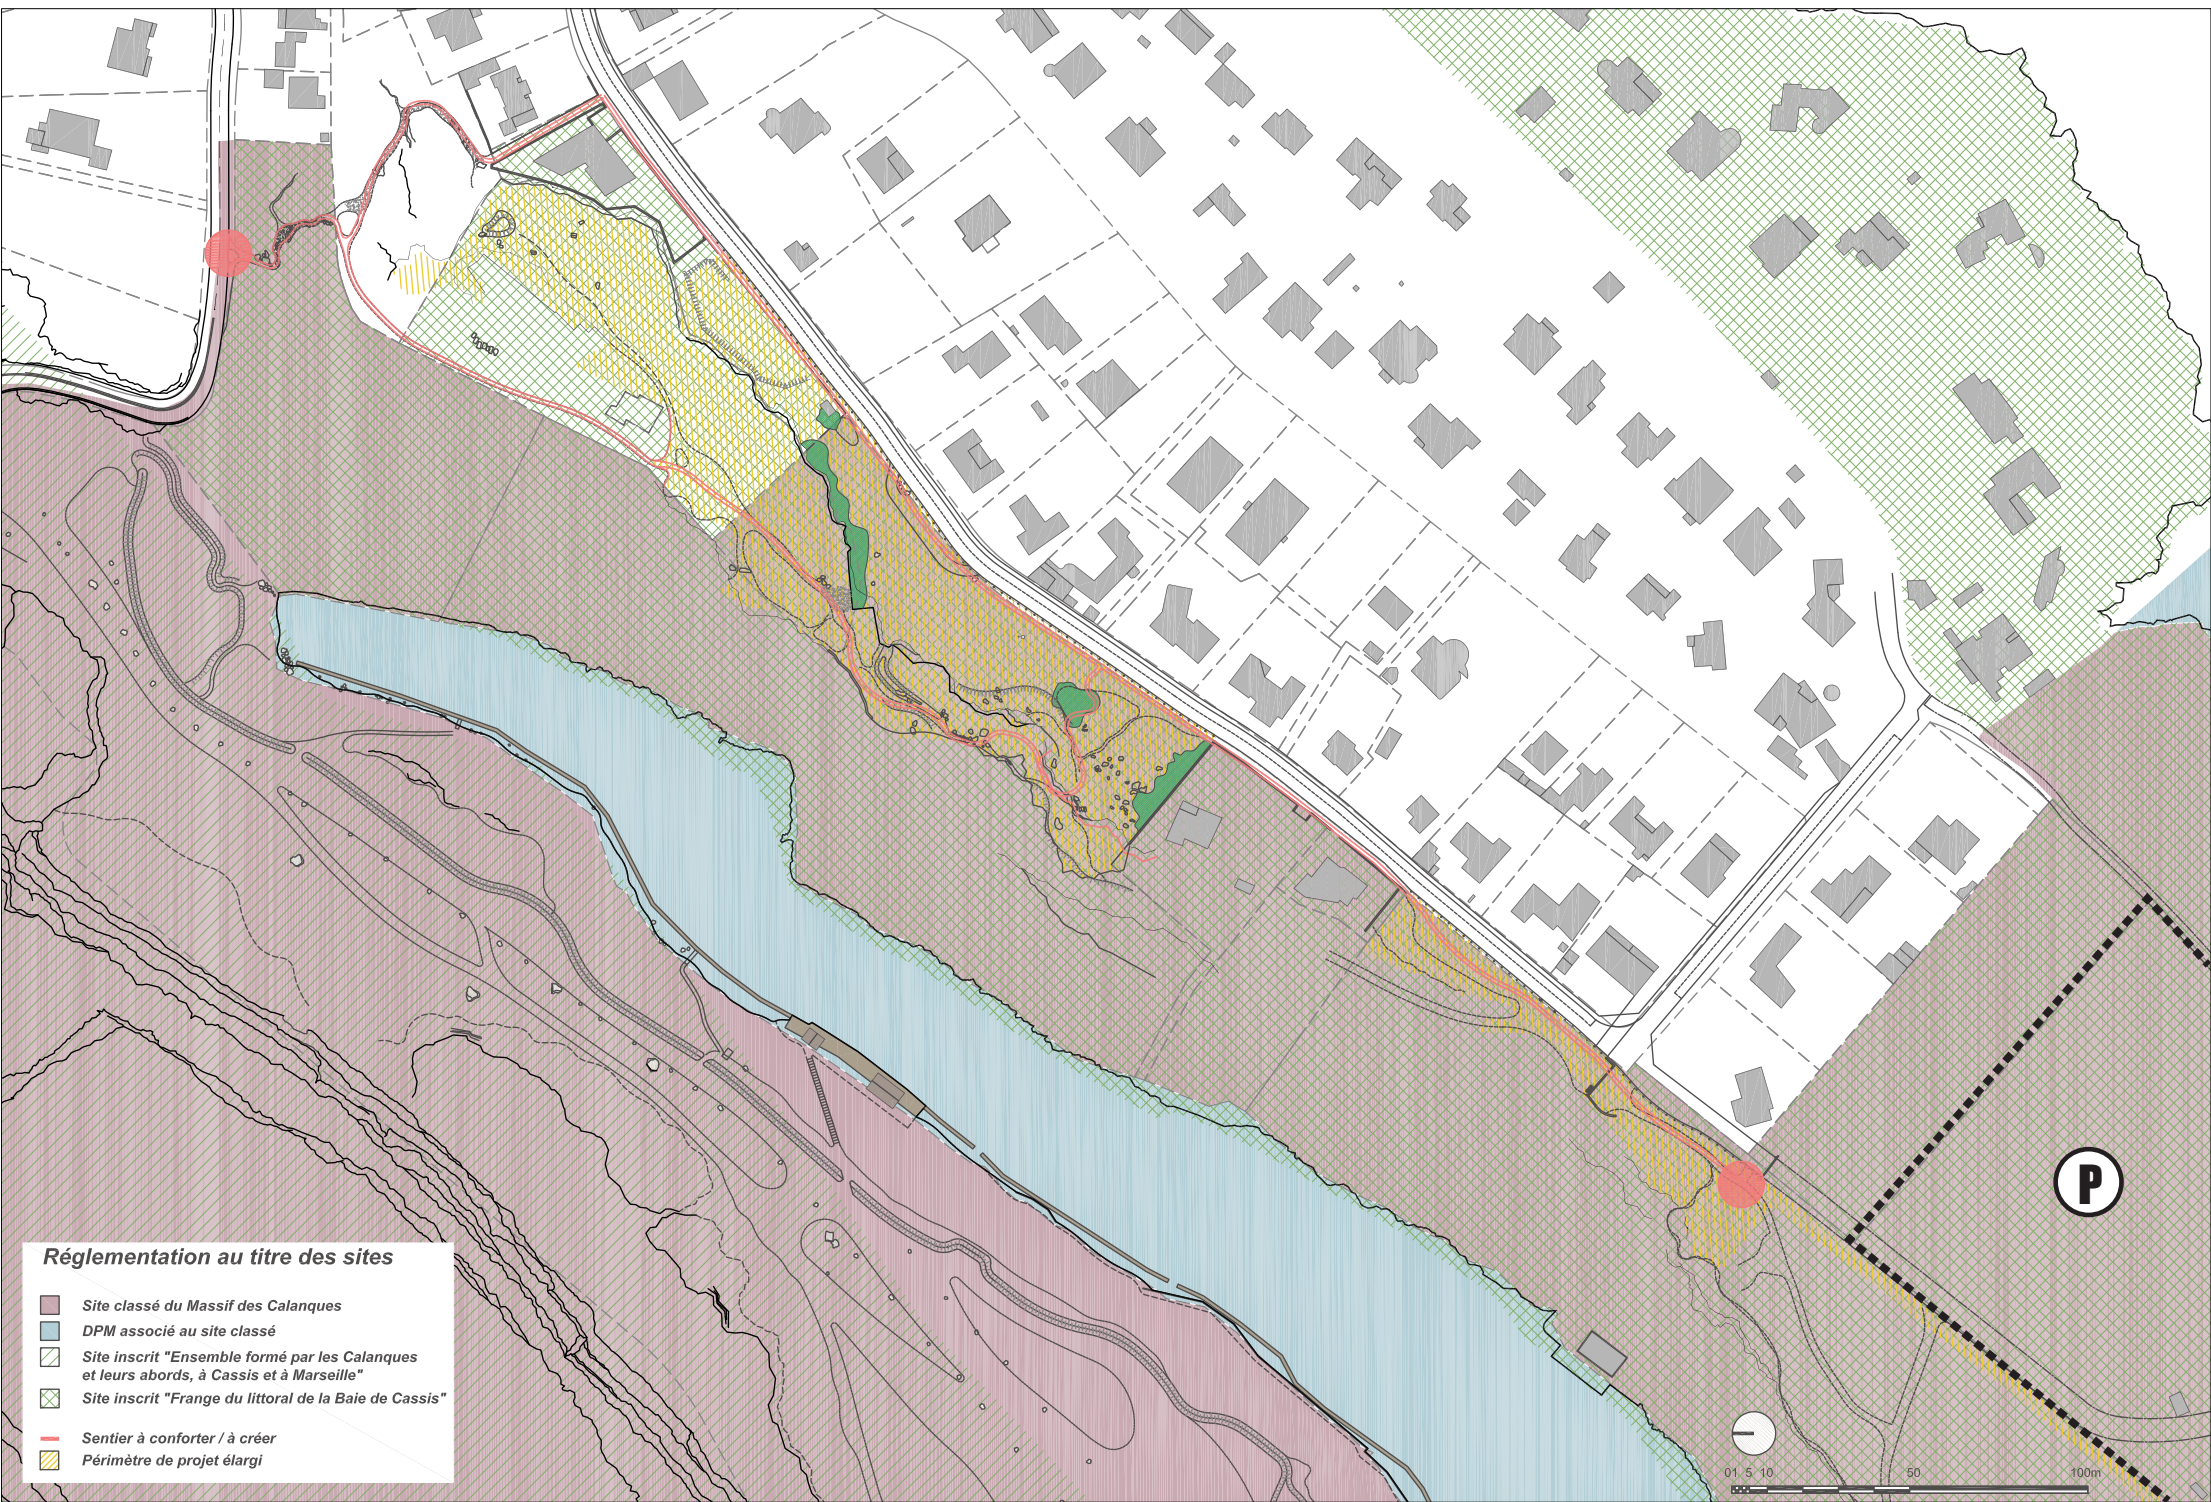 Réglementation au titre des sites
Site classé du Massif des Calanques
DPM associé au site classé
Site inscrit "Ensemble formé par les Calanques
et leurs abords, à Cassis et à Marseille"
Site inscrit "Frange du littoral de la Baie de Cassis"
Sentier à conforter / à créer
Périmètre de projet élargi
P
01 5 10 50 100m